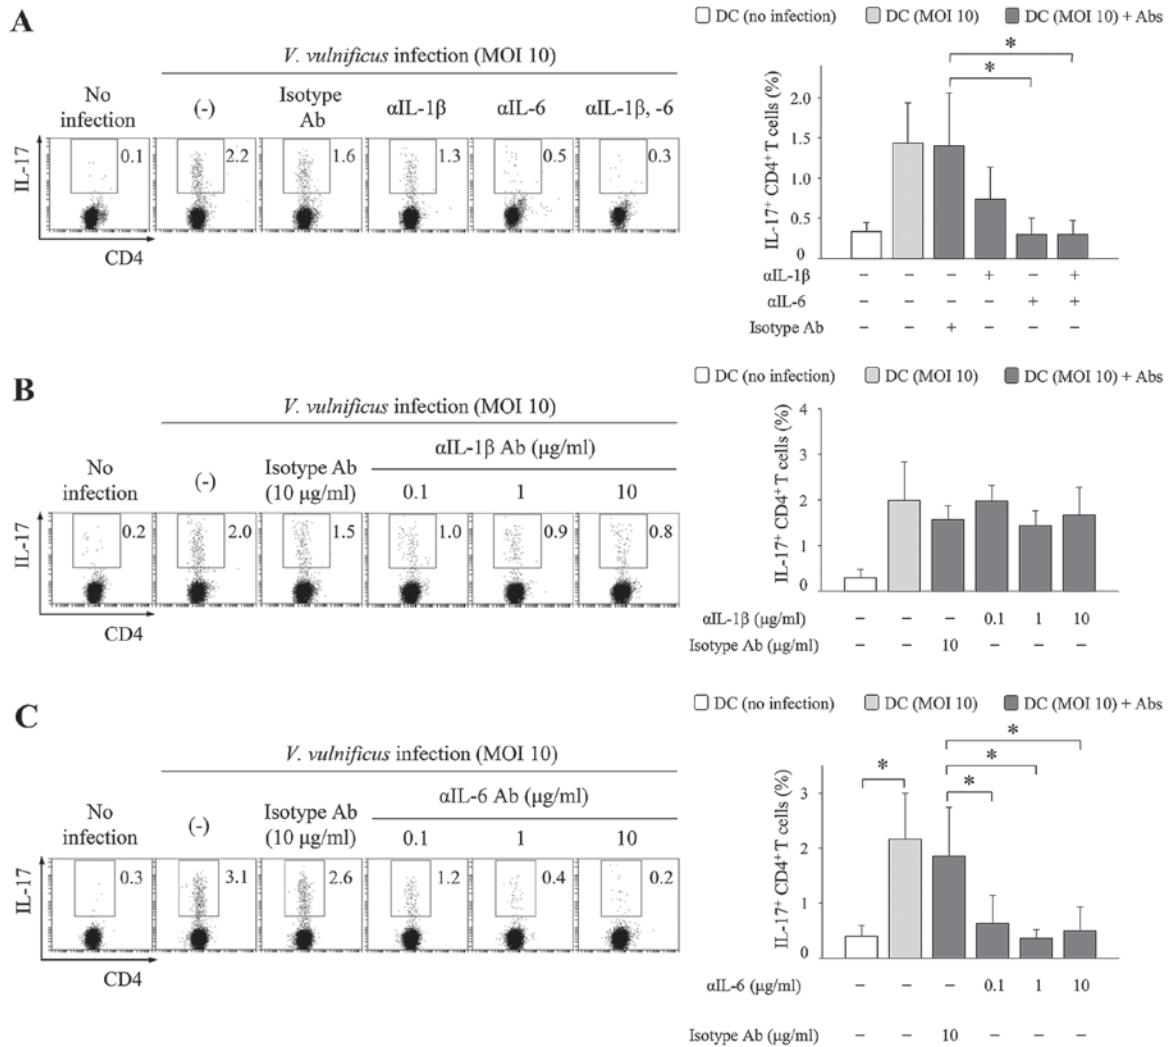 A
V. vulnificus infection (MOI 10)
No infection
(-)
Isotype Ab
αIL-1β
αIL-6
αIL-1β, -6
IL-17
0.1
2.2
1.6
1.3
0.5
0.3
CD4
DC (no infection) DC (MOI 10) DC (MOI 10) + Abs
* *
IL-17+ CD4+T cells (%)
2.0
1.5
1.0
0.5
0
αIL-1β − − − + − +
αIL-6 − − − − + +
Isotype Ab − − + − − −
B
V. vulnificus infection (MOI 10)
αIL-1β Ab (μg/ml)
No infection
(-)
Isotype Ab (10 μg/ml)
0.1 1 10
IL-17
0.2
2.0
1.5
1.0
0.9
0.8
CD4
DC (no infection) DC (MOI 10) DC (MOI 10) + Abs
IL-17+ CD4+T cells (%)
4
3
2
1
0
αIL-1β (μg/ml) − − − 0.1 1 10
Isotype Ab (μg/ml) − − 10 − − −
C
V. vulnificus infection (MOI 10)
αIL-6 Ab (μg/ml)
No infection
(-)
Isotype Ab (10 μg/ml)
0.1 1 10
IL-17
0.3
3.1
2.6
1.2
0.4
0.2
CD4
DC (no infection) DC (MOI 10) DC (MOI 10) + Abs
* * * *
IL-17+ CD4+T cells (%)
3
2
1
0
αIL-6 (μg/ml) − − − 0.1 1 10
Isotype Ab (μg/ml) − − 10 − − −